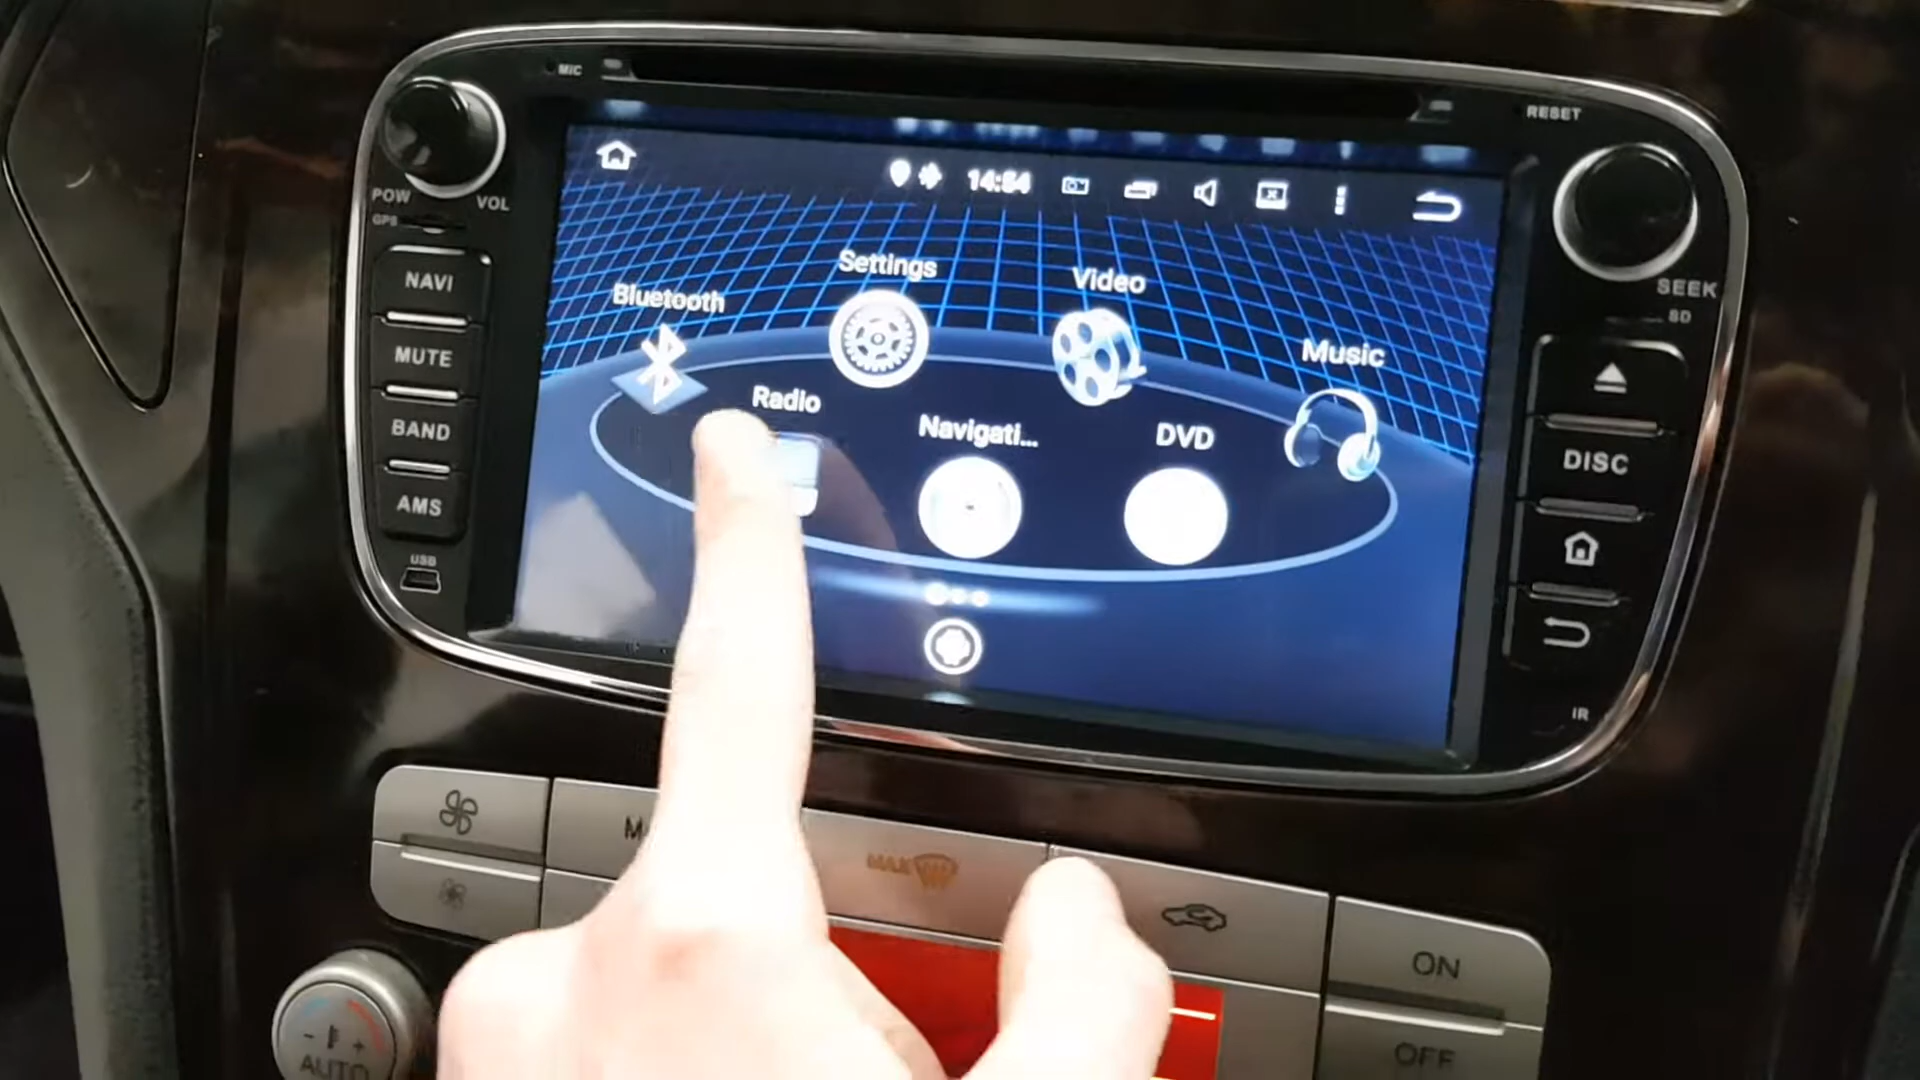 MIC
RESET
POW
VOL
GPS
NAVI
MUTE
BAND
AMS
USB
14:54
Settings
Video
Bluetooth
Music
Radio
Navigati...
DVD
SEEK
SD
DISC
IR
MAX
ON
OFF
- +
AUTO